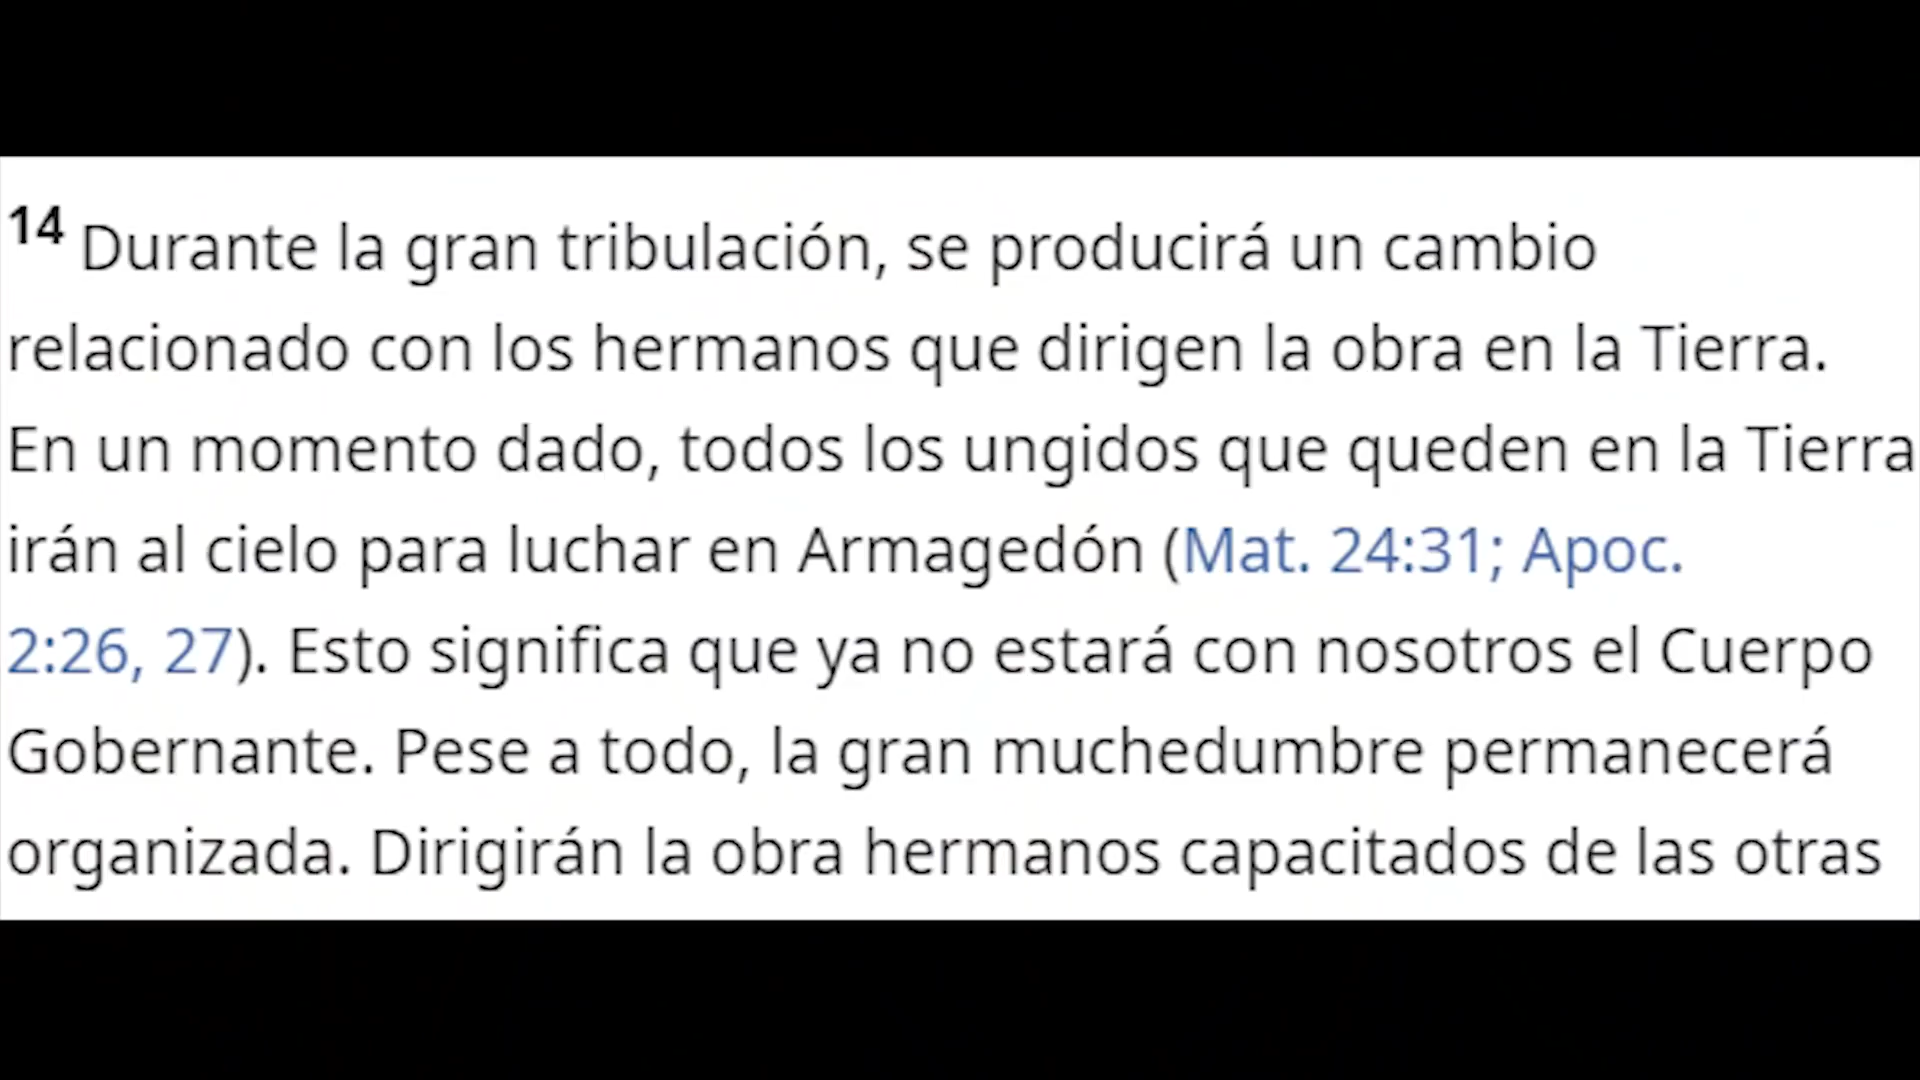 14 Durante la gran tribulación, se producirá un cambio
relacionado con los hermanos que dirigen la obra en la Tierra.
En un momento dado, todos los ungidos que queden en la Tierra
irán al cielo para luchar en Armagedón (Mat. 24:31; Apoc.
2:26, 27). Esto significa que ya no estará con nosotros el Cuerpo
Gobernante. Pese a todo, la gran muchedumbre permanecerá
organizada. Dirigirán la obra hermanos capacitados de las otras